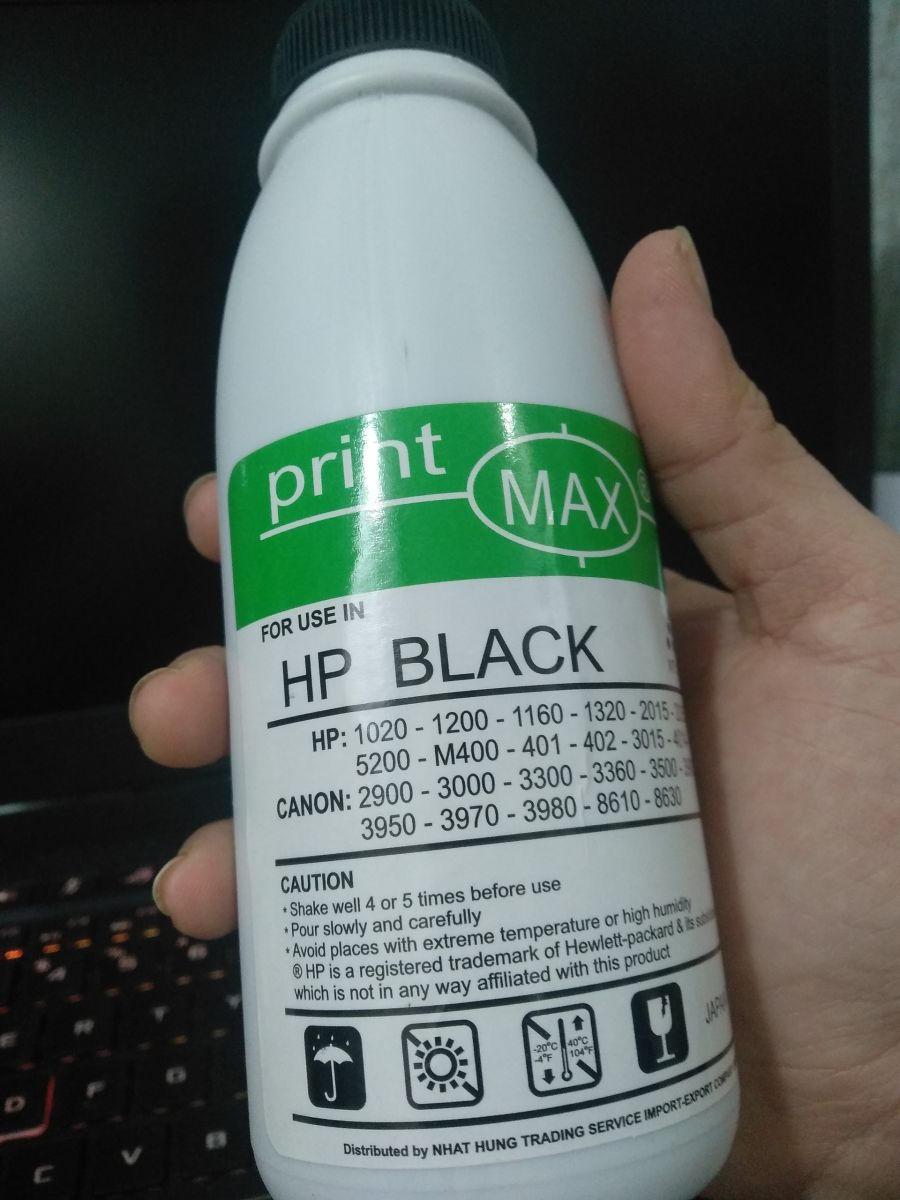 print MAX ®
FOR USE IN
HP BLACK
HP: 1020 - 1200 - 1160 - 1320 - 2015 -
5200 - M400 - 401 - 402 - 3015 -
CANON: 2900 - 3000 - 3300 - 3360 - 3500 -
3950 - 3970 - 3980 - 8610 - 8630
CAUTION
* Shake well 4 or 5 times before use
* Pour slowly and carefully
* Avoid places with extreme temperature or high humidity
® HP is a registered trademark of Hewlett-packard & its
which is not in any way affiliated with this product
-20°C
-4°F
40°C
104°F
Distributed by NHAT HUNG TRADING SERVICE IMPORT-EXPORT
E R T
D F G
C V B